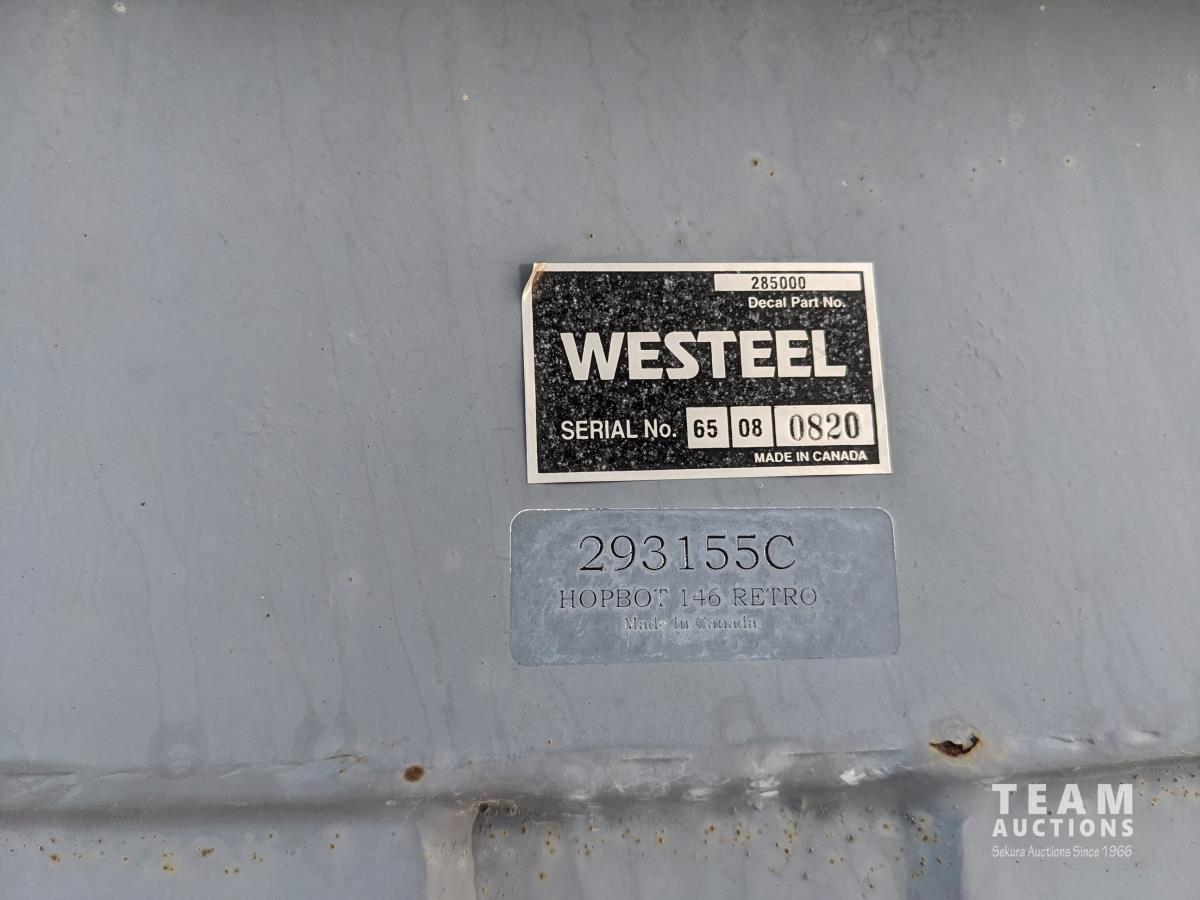 285000
Decal Part No.
WESTEEL
SERIAL No. 65 08 0820
MADE IN CANADA
293155C
HOPBOT 146 RETRO
Made In Canada
TEAM
AUCTIONS
Sekura Auctions Since 1966